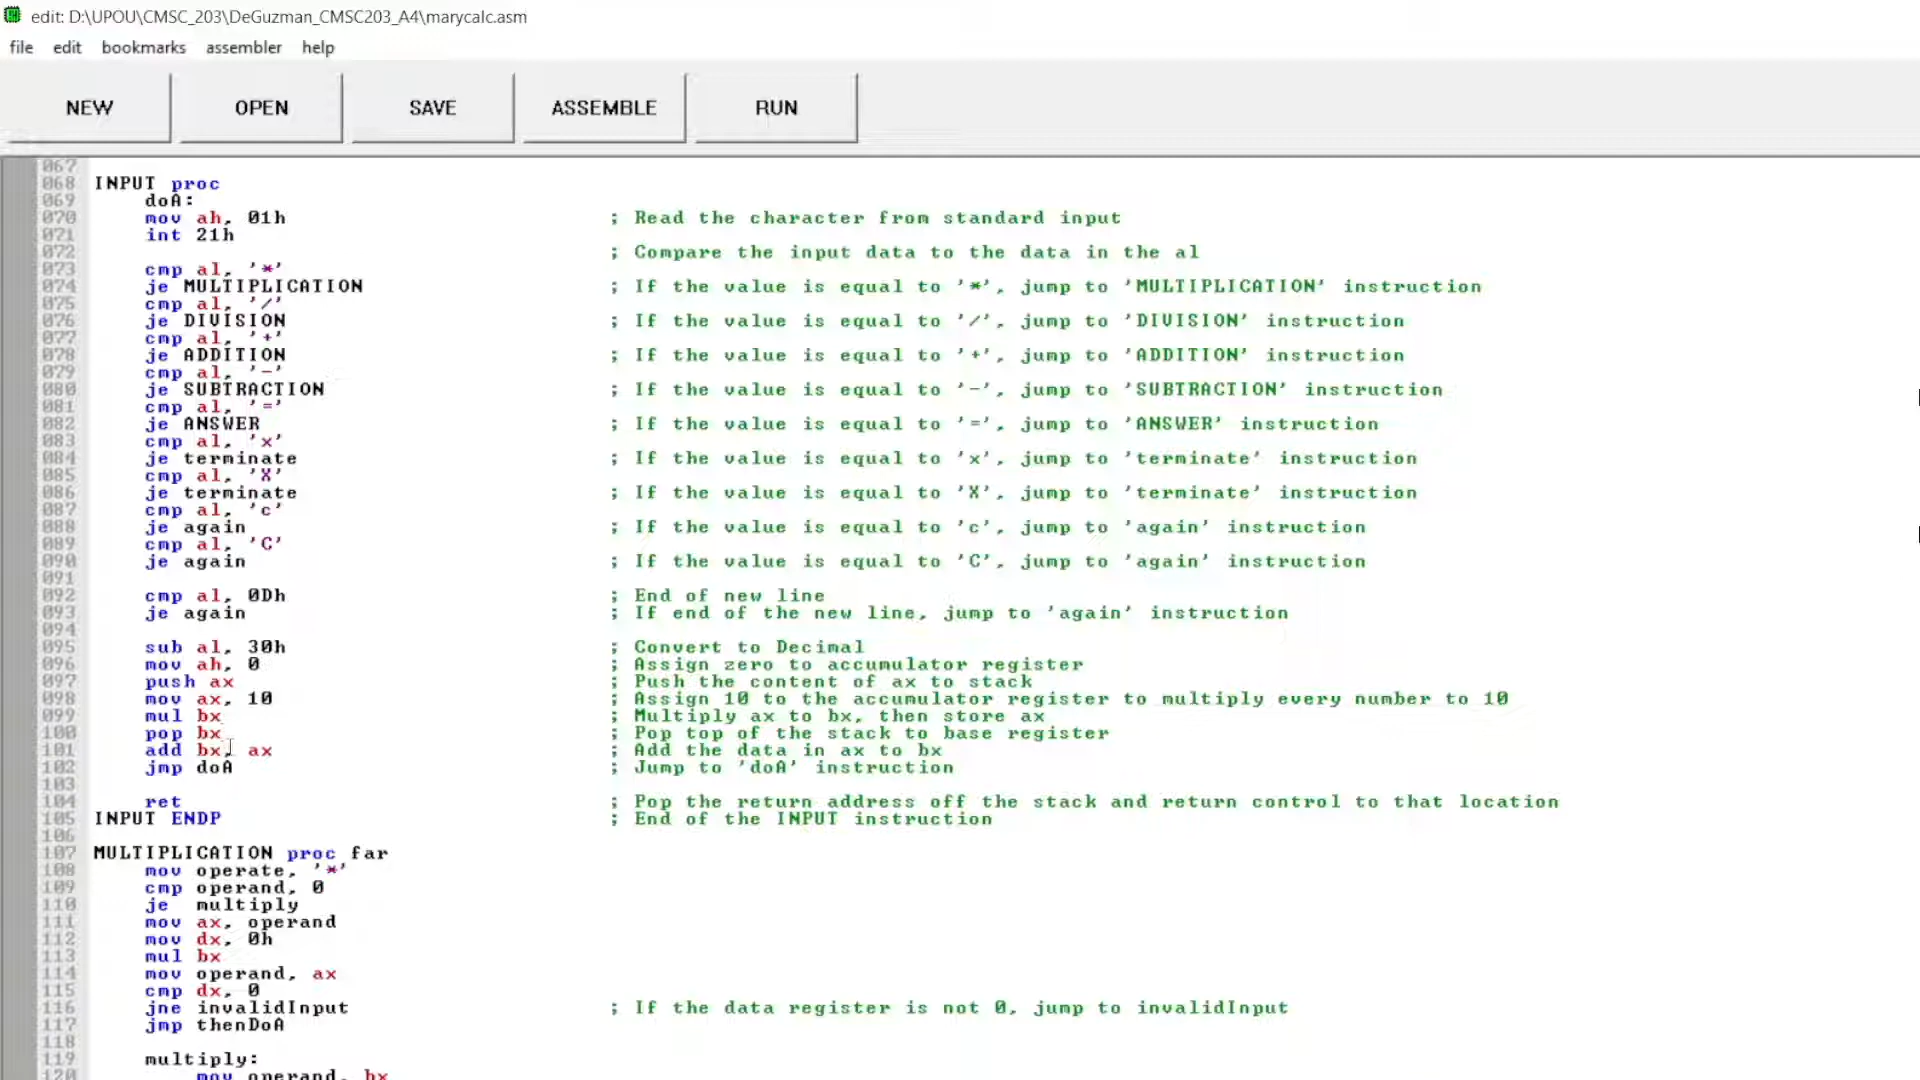 edit: D:\UPOU\CMSC_203\DeGuzman_CMSC203_A4\marycalc.asm
file edit bookmarks assembler help
NEW OPEN SAVE ASSEMBLE RUN
067
068 INPUT proc
069 doA:
070 mov ah, 01h ; Read the character from standard input
071 int 21h
072 ; Compare the input data to the data in the al
073 cmp al, '*'
074 je MULTIPLICATION ; If the value is equal to '*', jump to 'MULTIPLICATION' instruction
075 cmp al, '/'
076 je DIVISION ; If the value is equal to '/', jump to 'DIVISION' instruction
077 cmp al, '+'
078 je ADDITION ; If the value is equal to '+', jump to 'ADDITION' instruction
079 cmp al, '-'
080 je SUBTRACTION ; If the value is equal to '-', jump to 'SUBTRACTION' instruction
081 cmp al, '='
082 je ANSWER ; If the value is equal to '=', jump to 'ANSWER' instruction
083 cmp al, 'x'
084 je terminate ; If the value is equal to 'x', jump to 'terminate' instruction
085 cmp al, 'X'
086 je terminate ; If the value is equal to 'X', jump to 'terminate' instruction
087 cmp al, 'c'
088 je again ; If the value is equal to 'c', jump to 'again' instruction
089 cmp al, 'C'
090 je again ; If the value is equal to 'C', jump to 'again' instruction
091
092 cmp al, 0Dh ; End of new line
093 je again ; If end of the new line, jump to 'again' instruction
094
095 sub al, 30h ; Convert to Decimal
096 mov ah, 0 ; Assign zero to accumulator register
097 push ax ; Push the content of ax to stack
098 mov ax, 10 ; Assign 10 to the accumulator register to multiply every number to 10
099 mul bx ; Multiply ax to bx, then store ax
100 pop bx ; Pop top of the stack to base register
101 add bx, ax ; Add the data in ax to bx
102 jmp doA ; Jump to 'doA' instruction
103
104 ret ; Pop the return address off the stack and return control to that location
105 INPUT ENDP ; End of the INPUT instruction
106
107 MULTIPLICATION proc far
108 mov operate, '*'
109 cmp operand, 0
110 je multiply
111 mov ax, operand
112 mov dx, 0h
113 mul bx
114 mov operand, ax
115 cmp dx, 0
116 jne invalidInput ; If the data register is not 0, jump to invalidInput
117 jmp thenDoA
118
119 multiply:
120 mov operand, bx